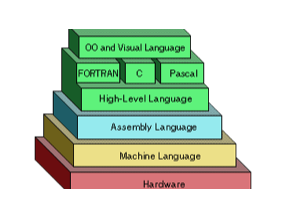 OO and Visual Language
FORTRAN C Pascal
High-Level Language
Assembly Language
Machine Language
Hardware